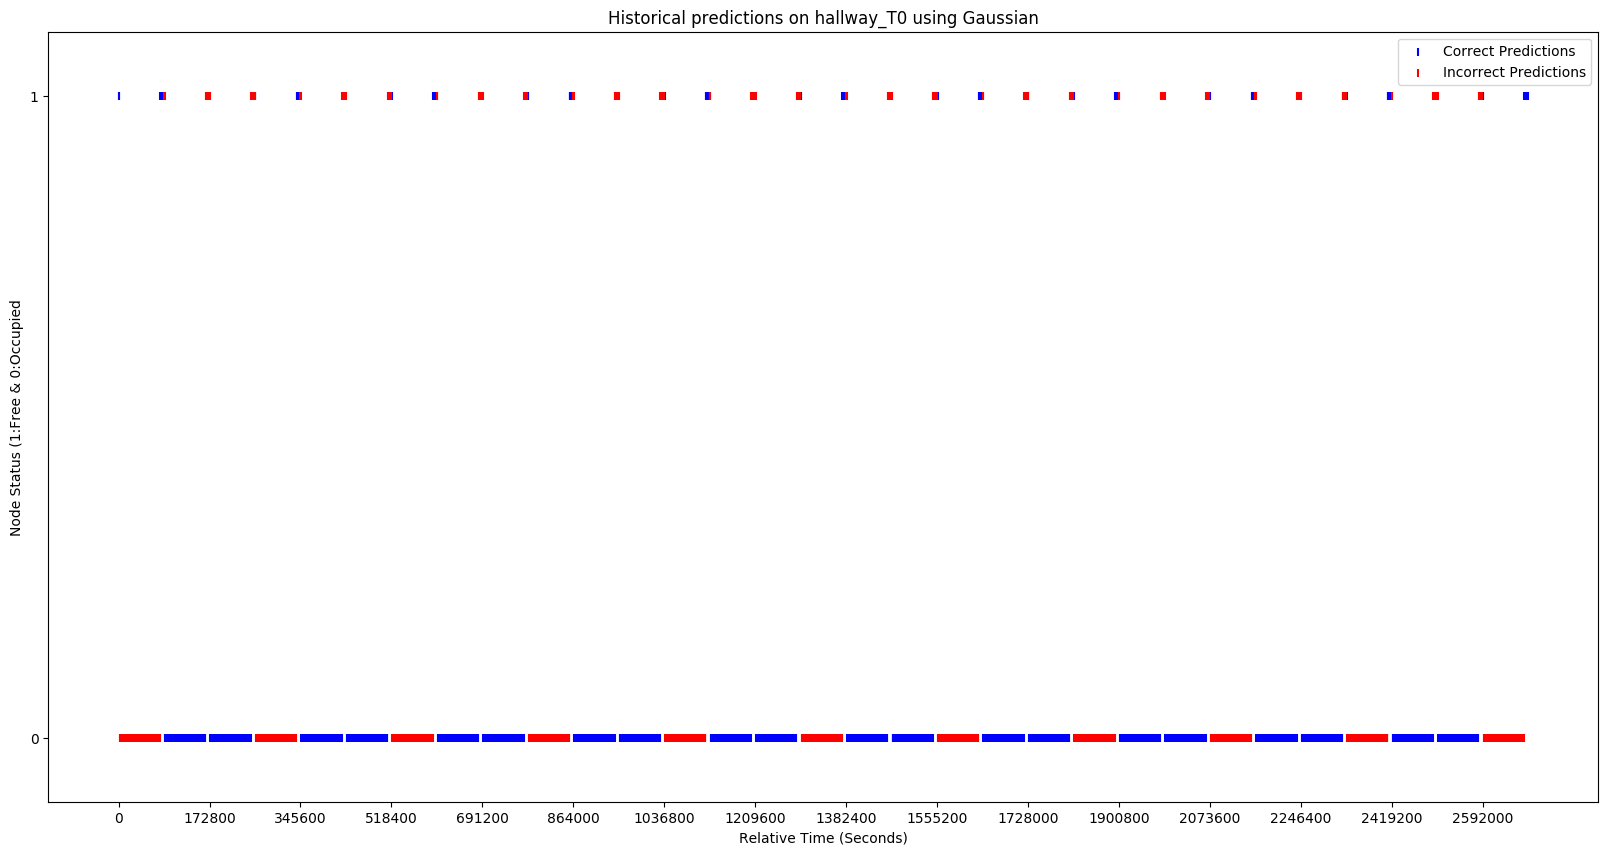 Historical predictions on hallway_T0 using Gaussian
Correct Predictions
Incorrect Predictions
1
Node Status (1:Free & 0:Occupied
0
0 172800 345600 518400 691200 864000 1036800 1209600 1382400 1555200 1728000 1900800 2073600 2246400 2419200 2592000
Relative Time (Seconds)